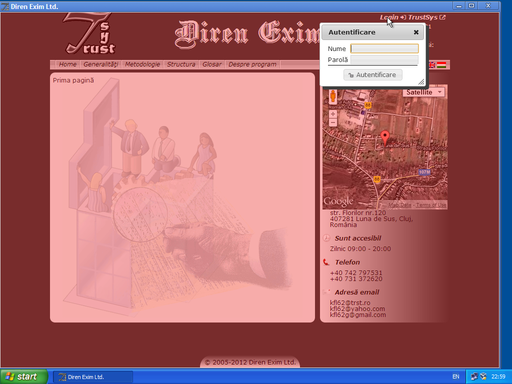 Diren Exim Ltd.
7 sy
trust
Diren Exim
Login TrustSys
Home Generalităţi Metodologie Structura Glosar Despre program
Autentificare
Nume
Parolă
Autentificare
Prima pagină
Satellite
Google
Map Data Terms of Use
str. Florilor nr.120
407281 Luna de Sus, Cluj,
România
Sunt accesibil
Zilnic 09:00 - 20:00
Telefon
+40 742 797531
+40 731 372620
Adresă email
kfl62@trst.ro
kfl62@yahoo.com
kfl62g@gmail.com
© 2005-2012 Diren Exim Ltd.
start
Diren Exim Ltd.
EN
22:59